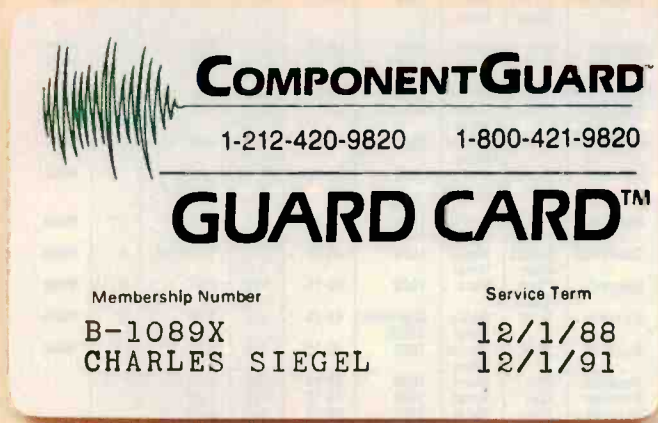 COMPONENTGUARD™
1-212-420-9820 1-800-421-9820
GUARD CARD™
Membership Number Service Term
B-1089X 12/1/88
CHARLES SIEGEL 12/1/91